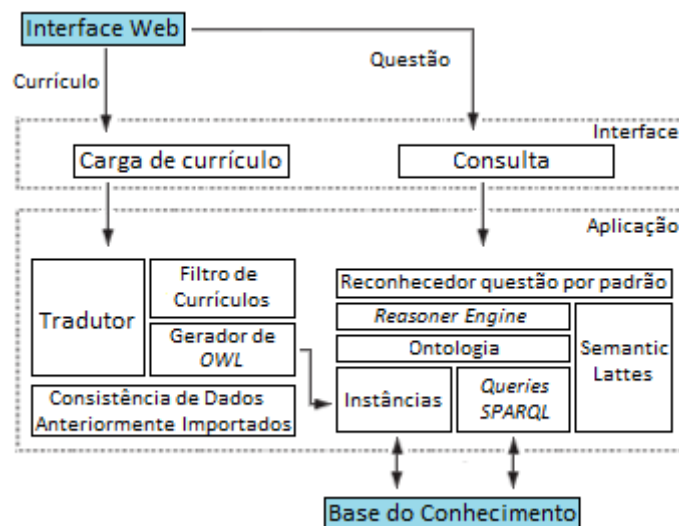 Interface Web
Questão
Currículo
Interface
Carga de currículo
Consulta
Aplicação
Tradutor
Filtro de
Currículos
Gerador de
OWL
Consistência de Dados
Anteriormente Importados
Reconhecedor questão por padrão
Reasoner Engine
Ontologia
Instâncias
Queries
SPARQL
Semantic
Lattes
Base do Conhecimento